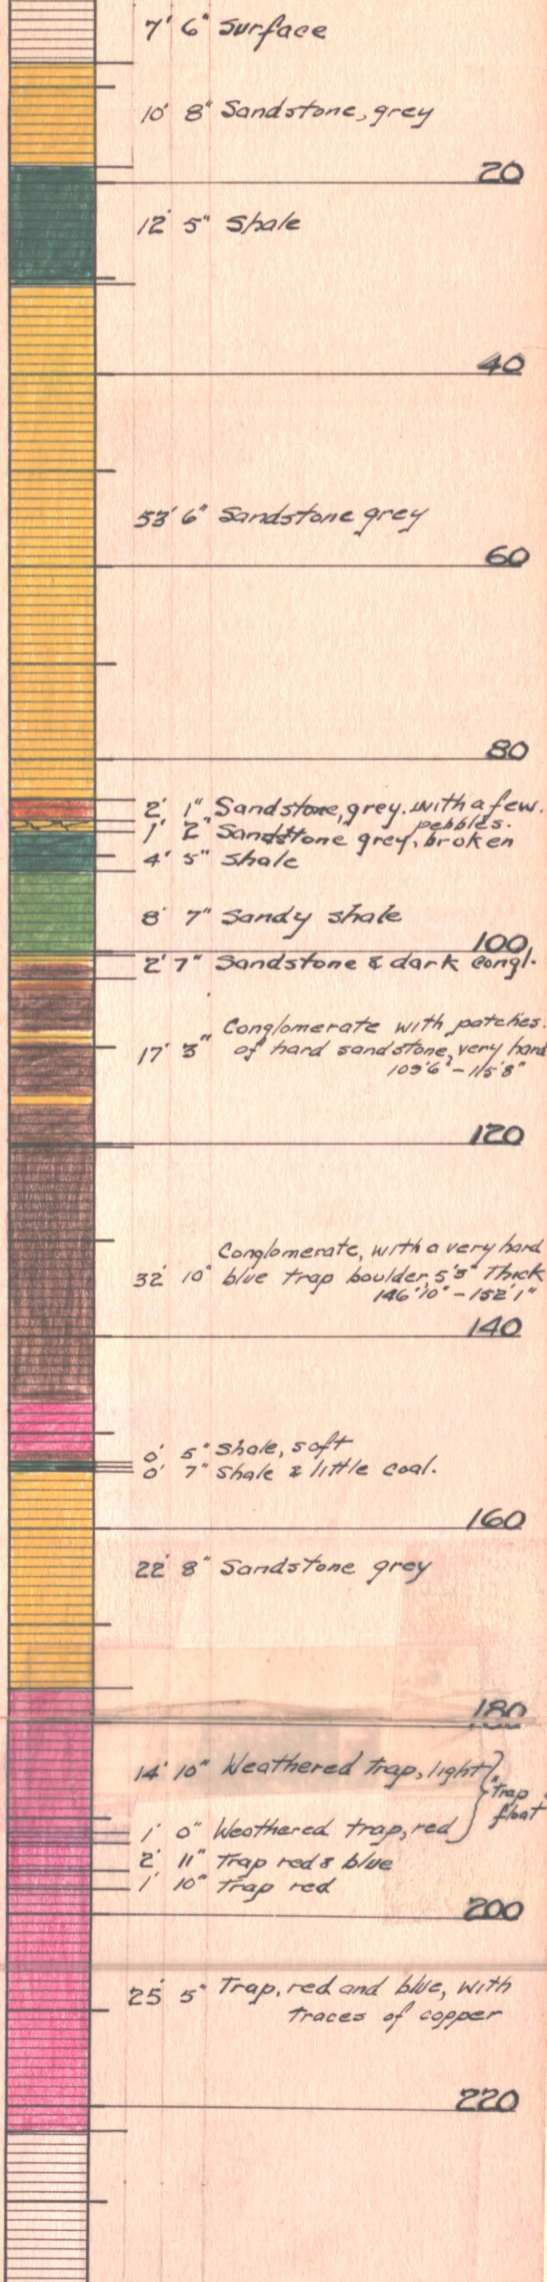 7' 6" Surface
10' 8" Sandstone, grey
20
12' 5" Shale
40
53' 6" Sandstone grey
60
80
2' 1" Sandstone, grey. with a few.
pebbles.
1' 2" Sandstone grey, broken
4' 5" Shale
8' 7" Sandy shale
100
2' 7" Sandstone & dark congl.
Conglomerate with patches.
17' 3" of hard sandstone, very hard
109'6" - 115'8"
120
Conglomerate, with a very hard
32' 10" blue trap boulder, 5'3" Thick
146'10" - 152'1"
140
0' 5" Shale, soft
0' 7" Shale & little coal.
160
22' 8" Sandstone grey
180
14' 10" Weathered trap, light
Trap
float
1' 0" Weathered trap, red
2' 11" Trap red & blue
1' 10" Trap red
200
25' 5" Trap, red and blue, with
traces of copper
220